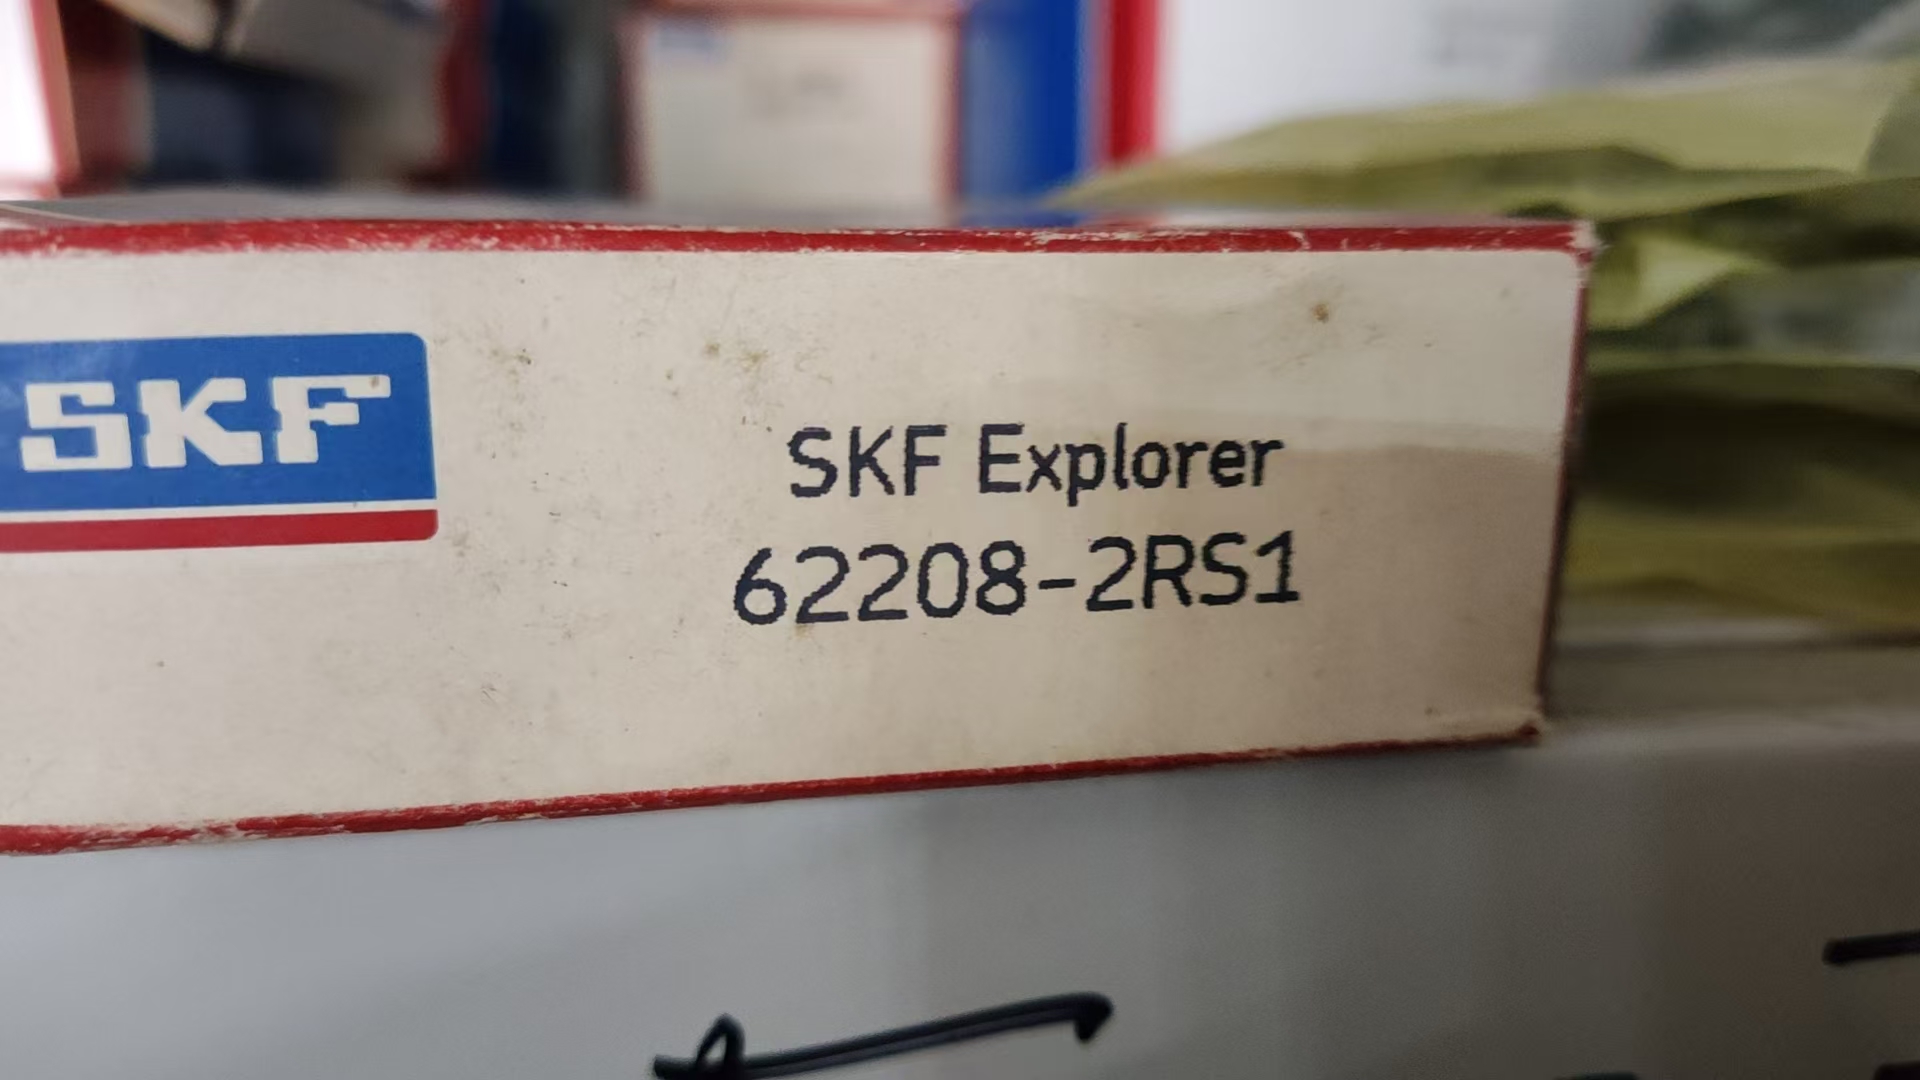 SKF
SKF Explorer
62208-2RS1